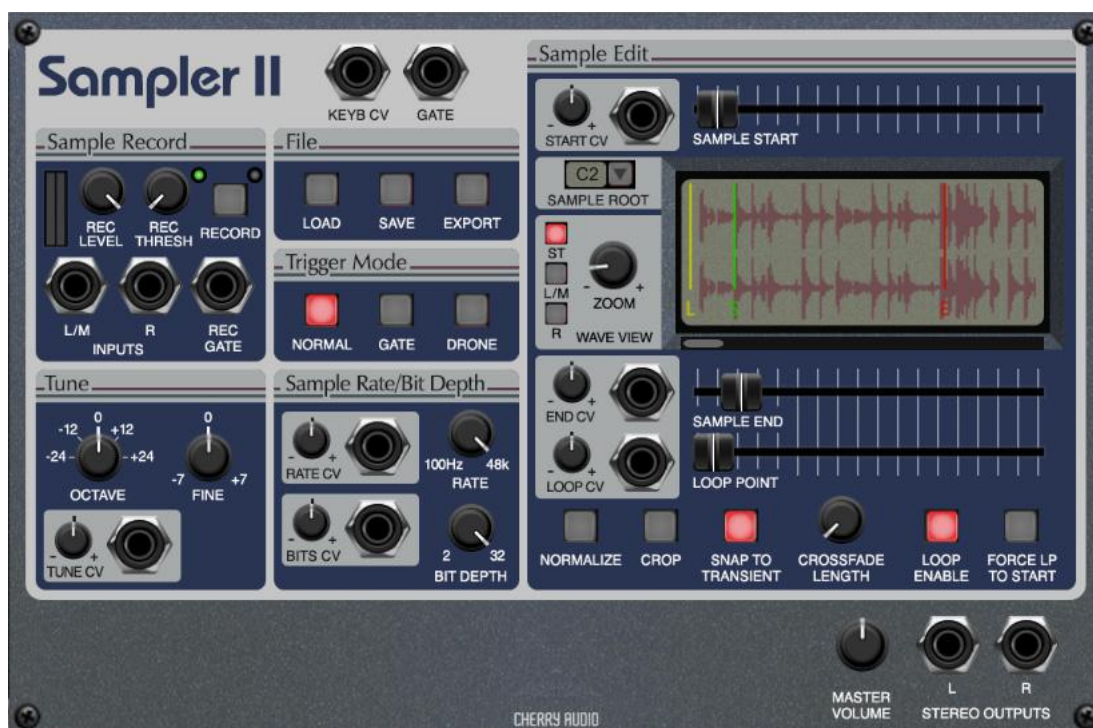 Sampler II
KEYB CV
GATE
Sample Record
REC
LEVEL
REC
THRESH
RECORD
L/M
R
REC
GATE
INPUTS
File
LOAD
SAVE
EXPORT
Trigger Mode
NORMAL
GATE
DRONE
Tune
-24
-12
0
+12
+24
OCTAVE
0
-7
+7
FINE
-
+
TUNE CV
Sample Rate/Bit Depth
-
+
RATE CV
100Hz
48k
RATE
-
+
BITS CV
2
32
BIT DEPTH
Sample Edit
-
+
START CV
SAMPLE START
C2
SAMPLE ROOT
ST
L/M
R
-
+
ZOOM
WAVE VIEW
L
S
E
-
+
END CV
SAMPLE END
-
+
LOOP CV
LOOP POINT
NORMALIZE
CROP
SNAP TO
TRANSIENT
CROSSFADE
LENGTH
LOOP
ENABLE
FORCE LP
TO START
MASTER
VOLUME
L
R
STEREO OUTPUTS
CHERRY AUDIO